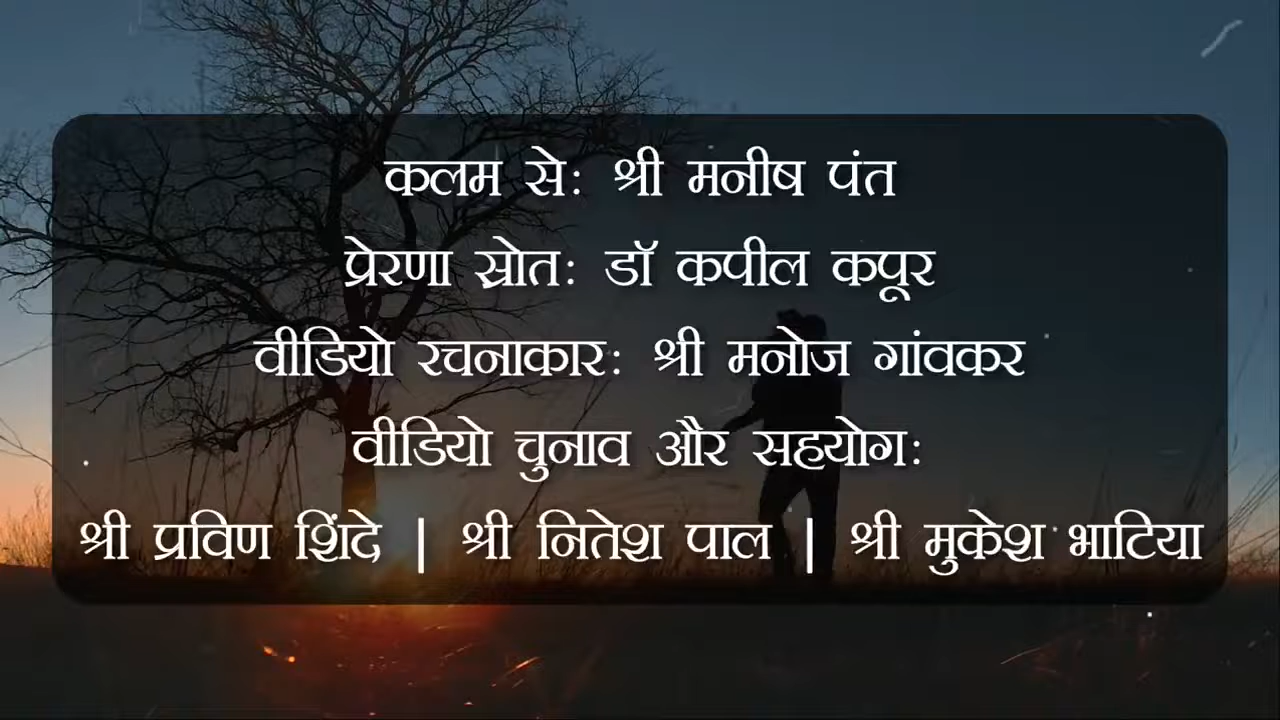 कलम से: श्री मनीष पंत
प्रेरणा स्रोत: डॉ कपील कपूर
वीडियो रचनाकार: श्री मनोज गांवकर
वीडियो चुनाव और सहयोग:
श्री प्रविण शिंदे | श्री नितेश पाल | श्री मुकेश भाटिया